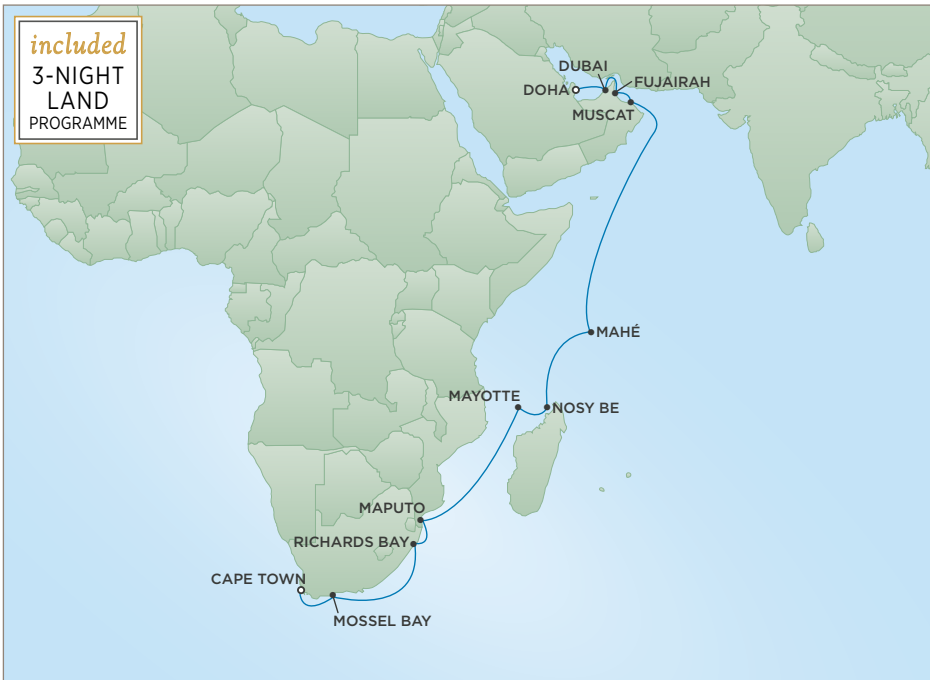 included
3-NIGHT
LAND
PROGRAMME
DUBAI
DOHA
FUJAIRAH
MUSCAT
MAHÉ
MAYOTTE
NOSY BE
MAPUTO
RICHARDS BAY
CAPE TOWN
MOSSEL BAY